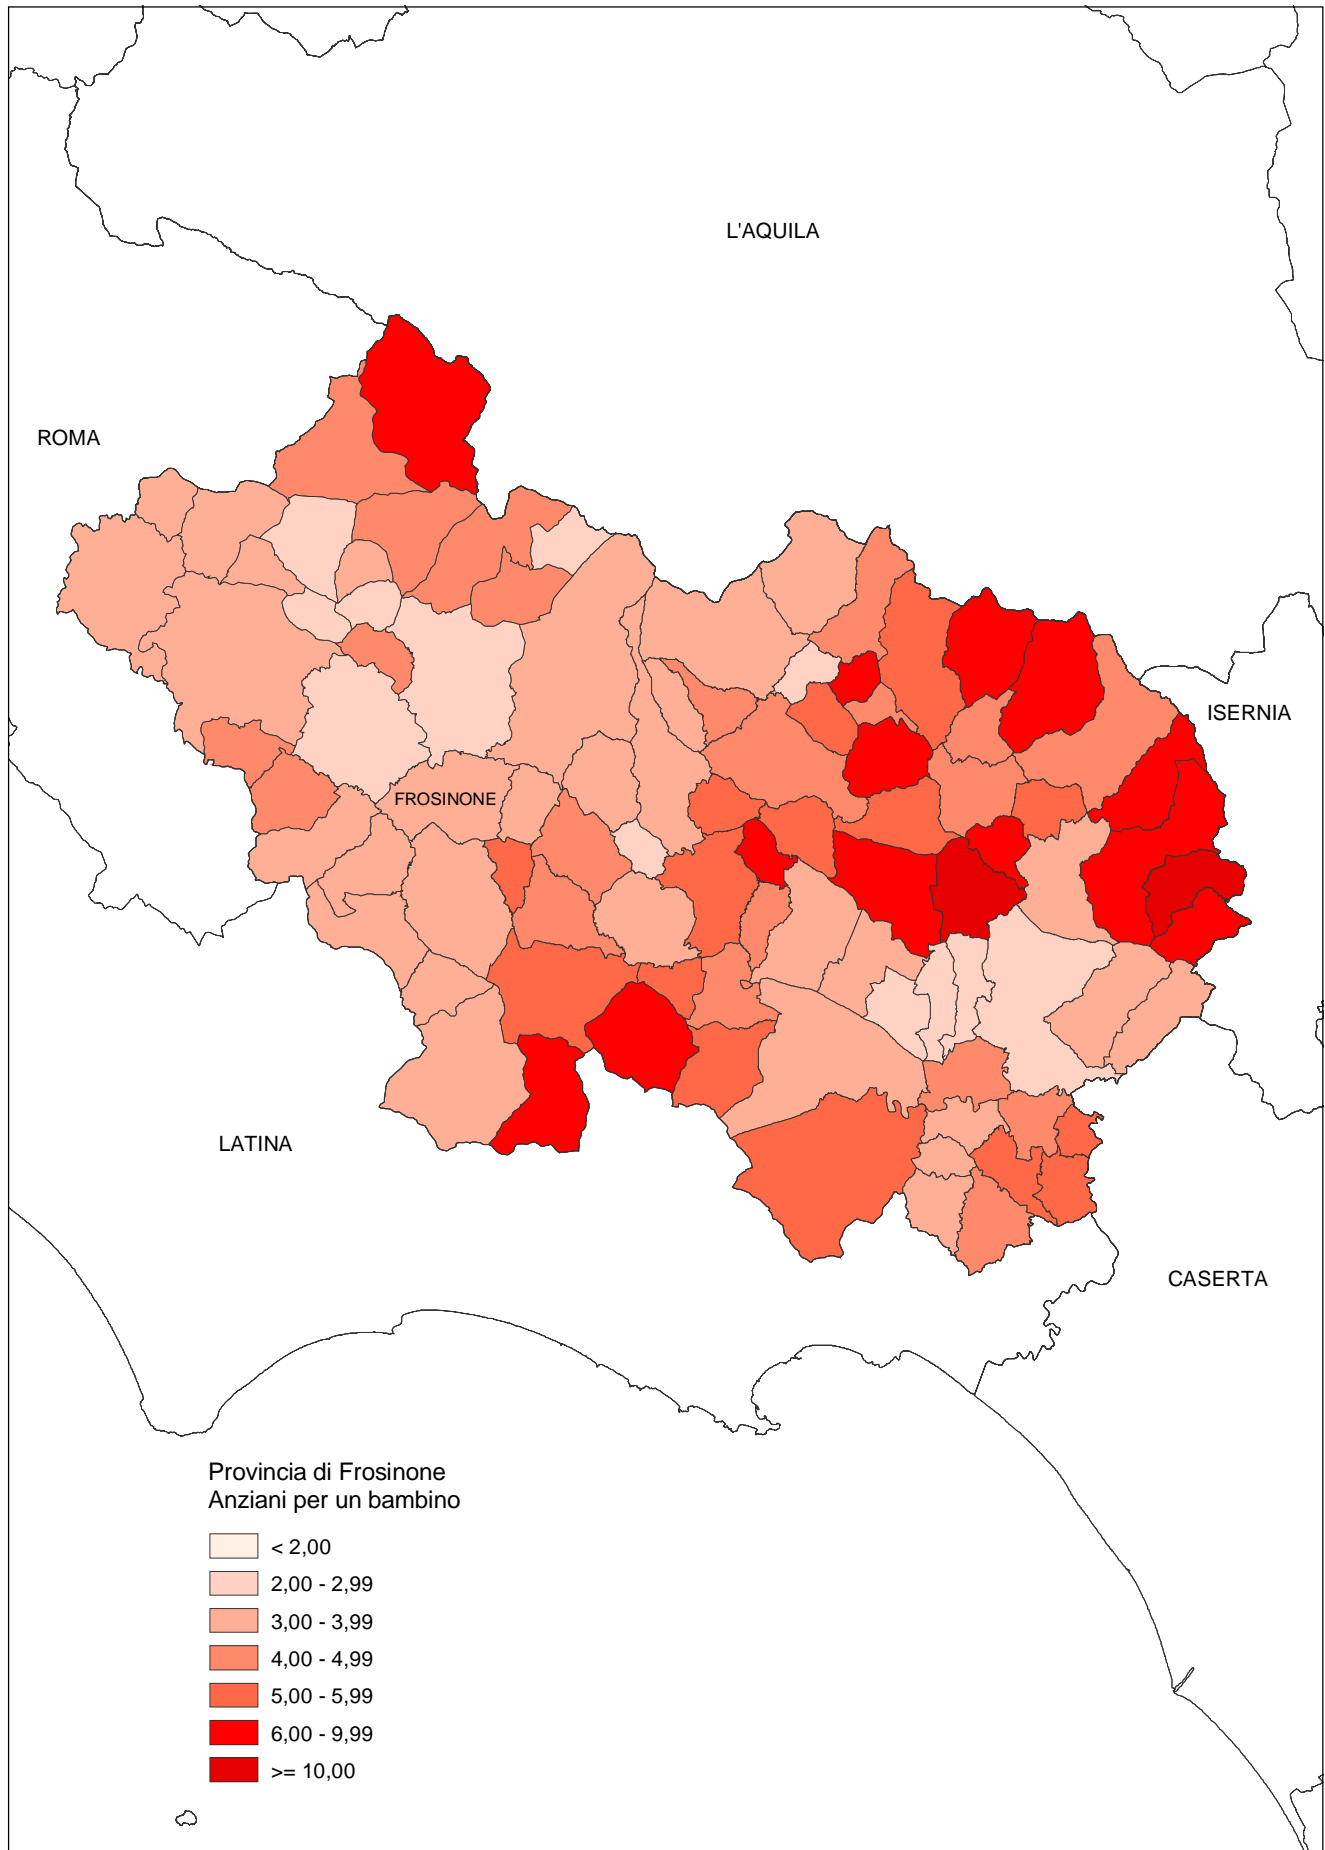 L'AQUILA
ROMA
ISERNIA
FROSINONE
LATINA
CASERTA
Provincia di Frosinone
Anziani per un bambino
< 2,00
2,00 - 2,99
3,00 - 3,99
4,00 - 4,99
5,00 - 5,99
6,00 - 9,99
>= 10,00